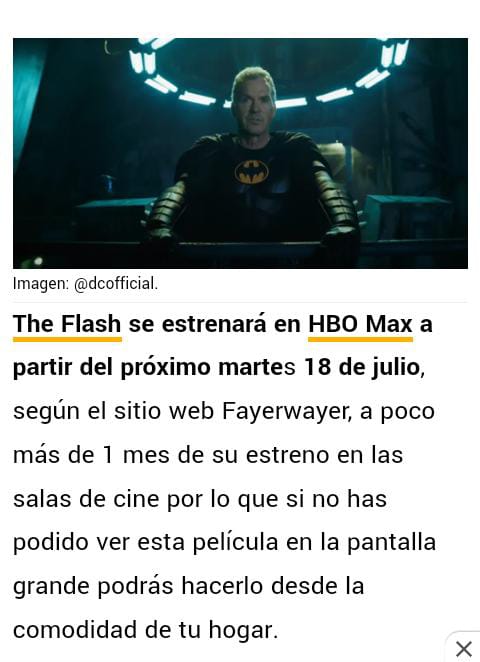 Imagen: @dcofficial.
The Flash se estrenará en HBO Max a
partir del próximo martes 18 de julio,
según el sitio web Fayerwayer, a poco
más de 1 mes de su estreno en las
salas de cine por lo que si no has
podido ver esta película en la pantalla
grande podrás hacerlo desde la
comodidad de tu hogar.